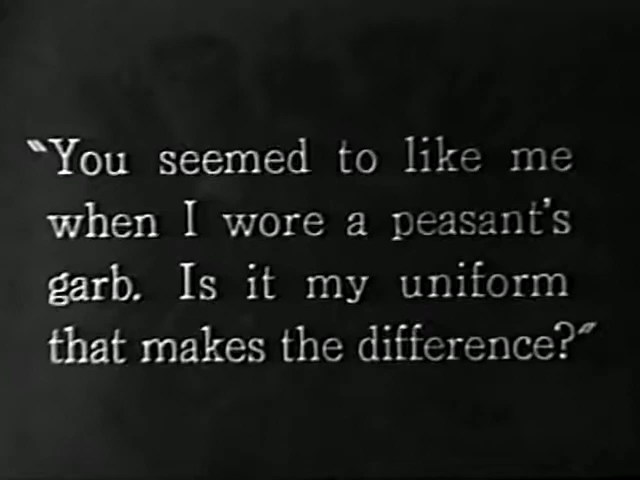 "You seemed to like me
when I wore a peasant's
garb. Is it my uniform
that makes the difference?"